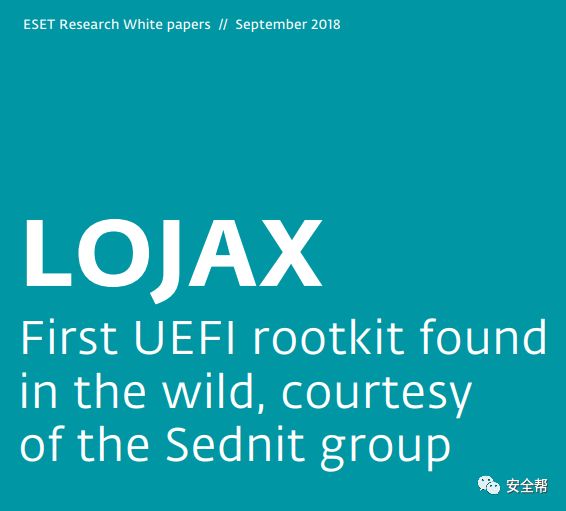 ESET Research White papers // September 2018
LOJAX
First UEFI rootkit found
in the wild, courtesy
of the Sednit group
安全帮